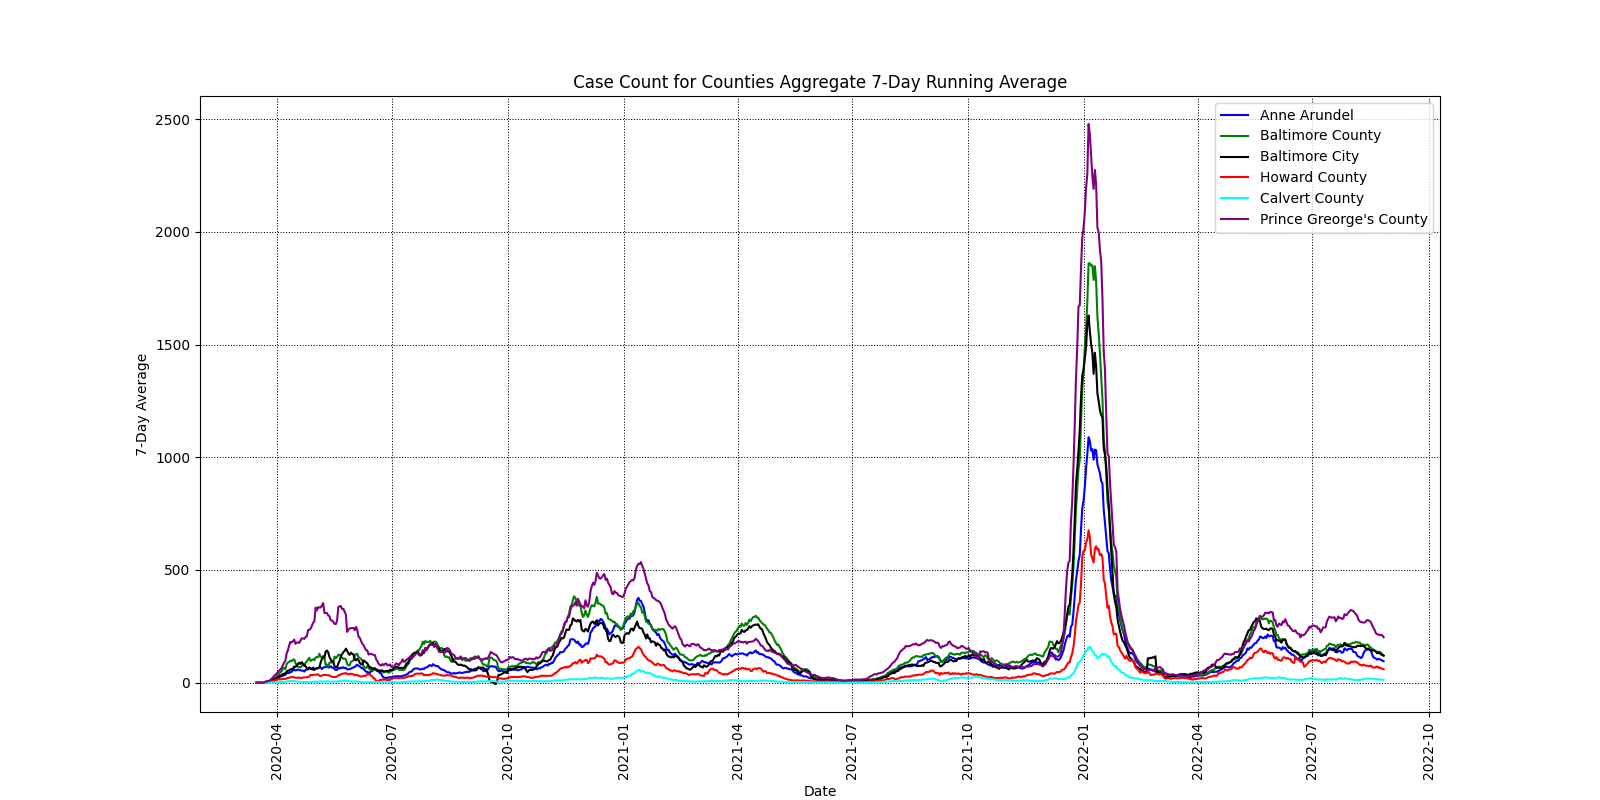 Case Count for Counties Aggregate 7-Day Running Average
2500
2000
1500
1000
500
0
7-Day Average
Anne Arundel
Baltimore County
Baltimore City
Howard County
Calvert County
Prince Greorge's County
2020-04
2020-07
2020-10
2021-01
2021-04
2021-07
2021-10
2022-01
2022-04
2022-07
2022-10
Date